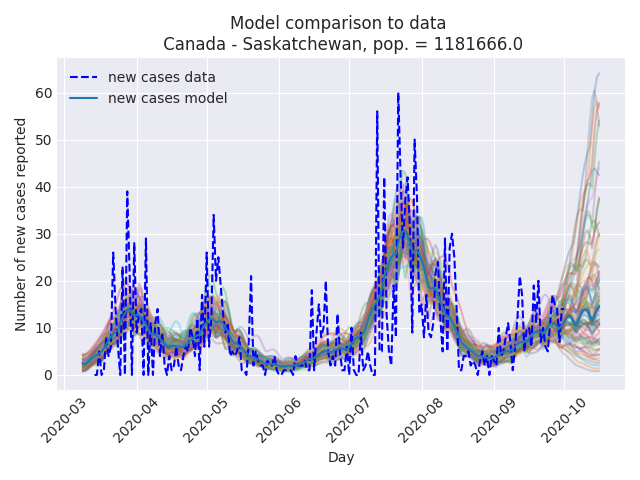 Model comparison to data
Canada - Saskatchewan, pop. = 1181666.0
new cases data
new cases model
Number of new cases reported
60
50
40
30
20
10
0
2020-03
2020-04
2020-05
2020-06
2020-07
2020-08
2020-09
2020-10
Day